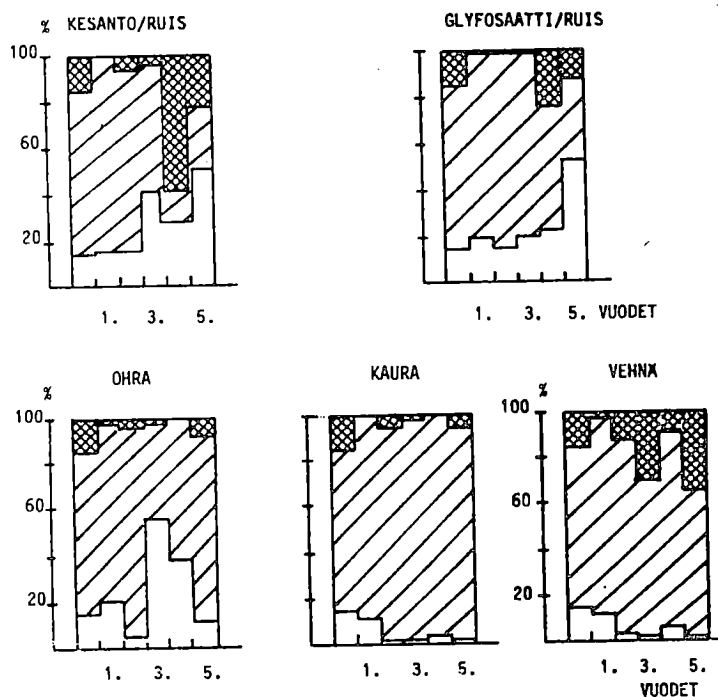 % KESANTO/RUIS
GLYFOSAATTI/RUIS
100
60
20
1. 3. 5.
1. 3. 5. VUODET
OHRA
KAURA
VEHNX
%
100
60
20
1. 3. 5.
1. 3. 5.
%
100
60
20
1. 3. 5.
VUODET